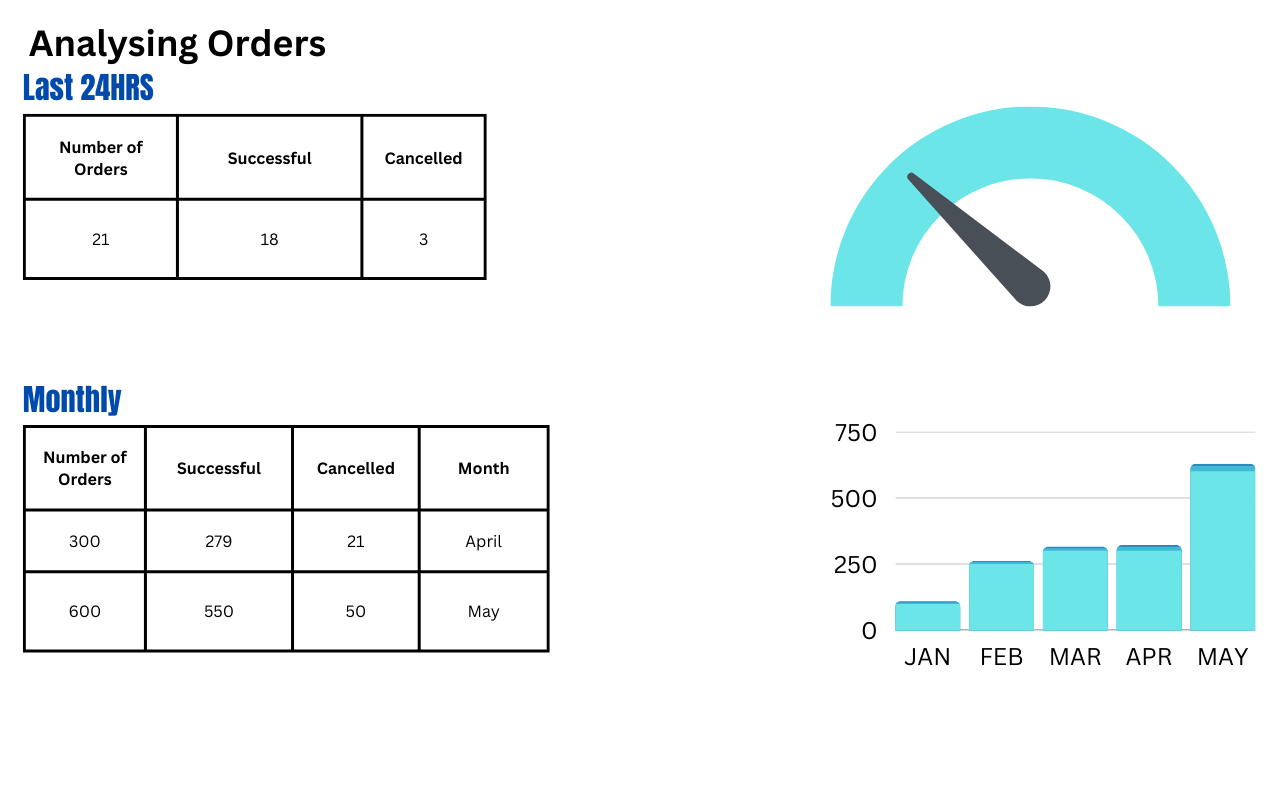 Analysing Orders
Last 24HRS
Number of
Orders
Successful
Cancelled
21
18
3
Monthly
Number of
Orders
Successful
Cancelled
Month
300
279
21
April
600
550
50
May
750
500
250
0
JAN
FEB
MAR
APR
MAY